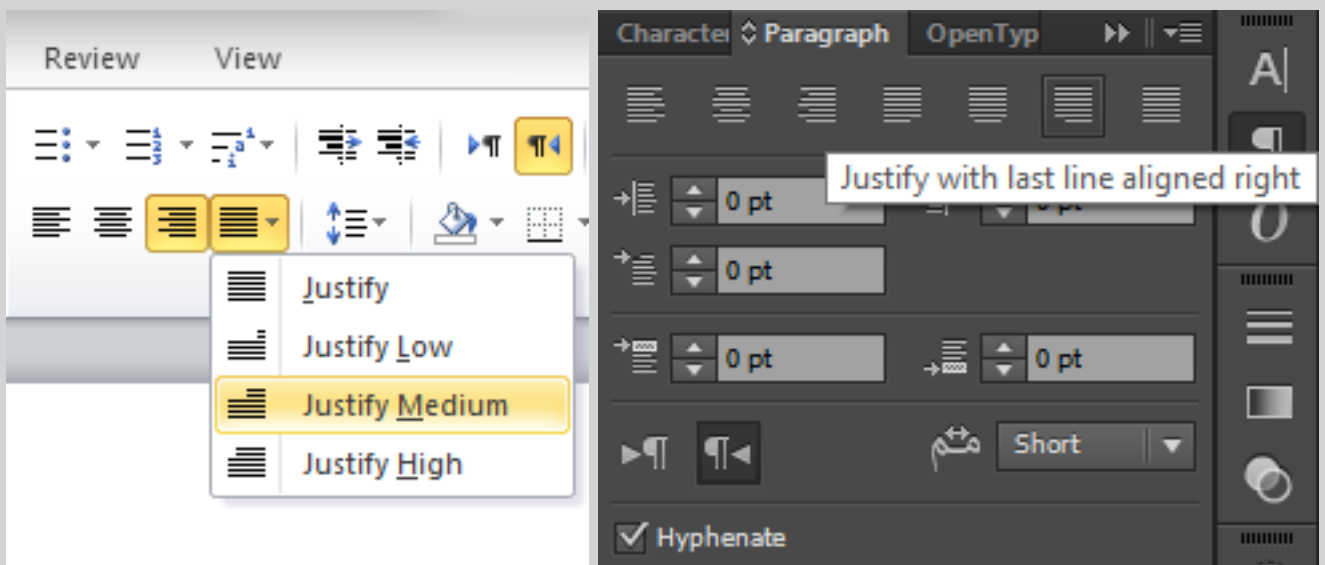 Review View
Justify
Justify Low
Justify Medium
Justify High
Character Paragraph OpenTyp
Justify with last line aligned right
0 pt
0 pt
0 pt 0 pt
Short
Hyphenate